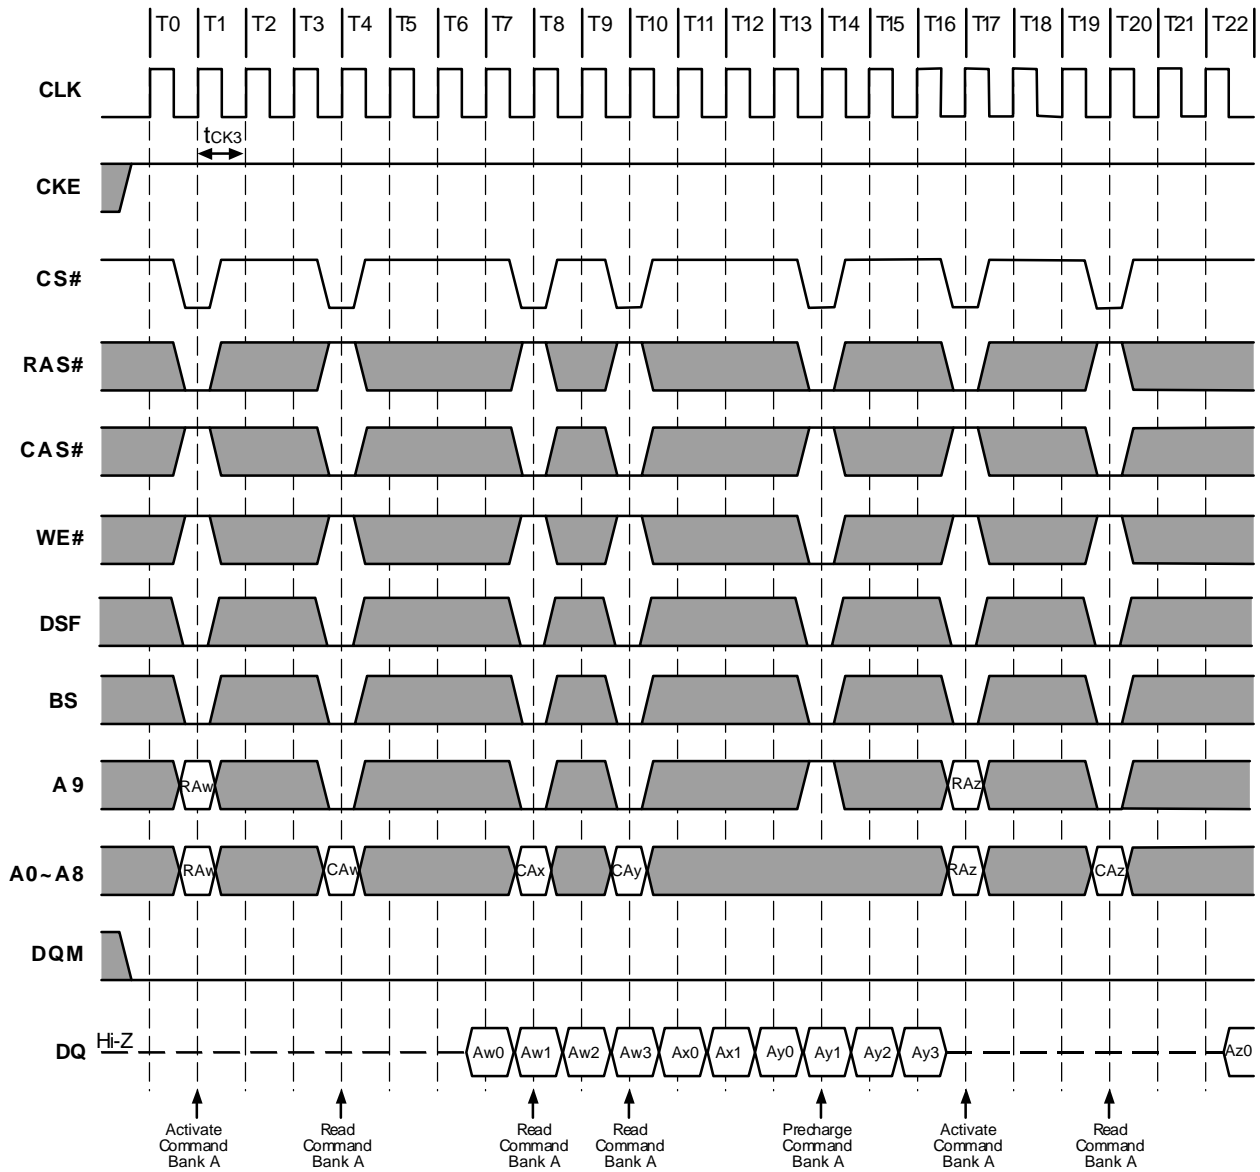 T0 T1 T2 T3 T4 T5 T6 T7 T8 T9 T10 T11 T12 T13 T14 T15 T16 T17 T18 T19 T20 T21 T22
CLK
tCK3
CKE
CS#
RAS#
CAS#
WE#
DSF
BS
A9 RAw RAz
A0~A8 RAw CAw CAx CAy RAz CAz
DQM
DQ Hi-Z Aw0 Aw1 Aw2 Aw3 Ax0 Ax1 Ay0 Ay1 Ay2 Ay3 Az0
Activate Command Bank A
Read Command Bank A
Read Command Bank A
Read Command Bank A
Precharge Command Bank A
Activate Command Bank A
Read Command Bank A